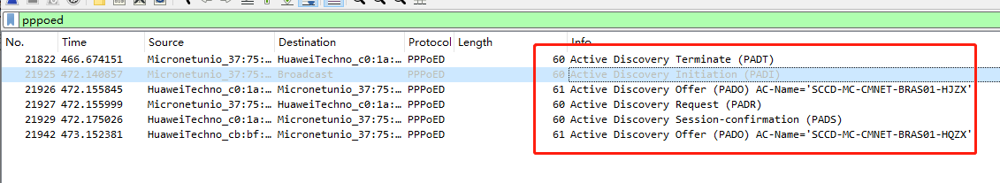 pppoed
No. Time Source Destination Protocol Length Info
21822 466.674151 Micronetunio_37:75:… HuaweiTechno_c0:1a:… PPPoED 60 Active Discovery Terminate (PADT)
21925 472.140857 Micronetunio_37:75:… Broadcast PPPoED 60 Active Discovery Initiation (PADI)
21926 472.155845 HuaweiTechno_c0:1a:… Micronetunio_37:75:… PPPoED 61 Active Discovery Offer (PADO) AC-Name='SCCD-MC-CMNET-BRAS01-HJZX'
21927 472.155999 Micronetunio_37:75:… HuaweiTechno_c0:1a:… PPPoED 60 Active Discovery Request (PADR)
21929 472.175026 HuaweiTechno_c0:1a:… Micronetunio_37:75:… PPPoED 60 Active Discovery Session-confirmation (PADS)
21942 473.152381 HuaweiTechno_cb:bf:… Micronetunio_37:75:… PPPoED 61 Active Discovery Offer (PADO) AC-Name='SCCD-MC-CMNET-BRAS01-HQZX'